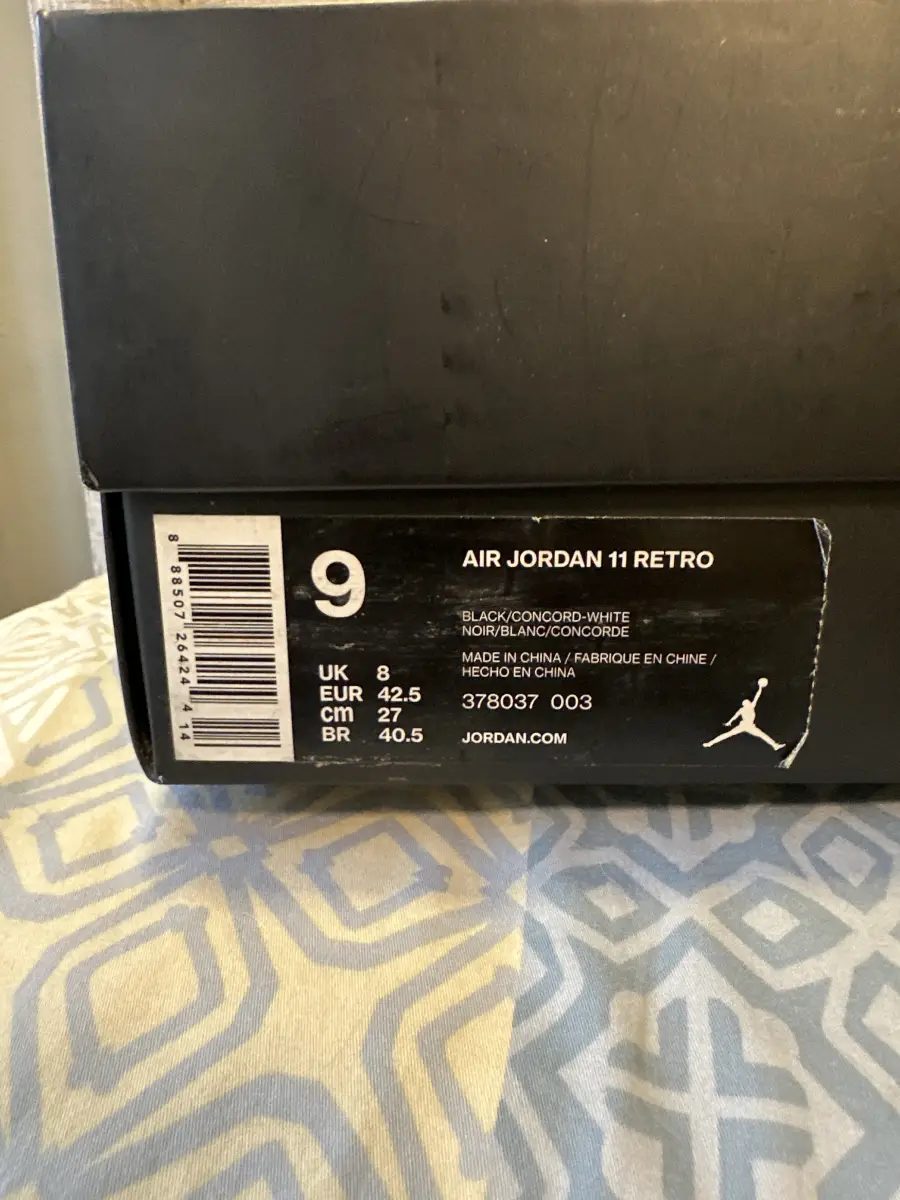 8 88507 26424 4 14
9
UK 8
EUR 42.5
cm 27
BR 40.5
AIR JORDAN 11 RETRO
BLACK/CONCORD-WHITE
NOIR/BLANC/CONCORDE
MADE IN CHINA / FABRIQUE EN CHINE /
HECHO EN CHINA
378037 003
JORDAN.COM